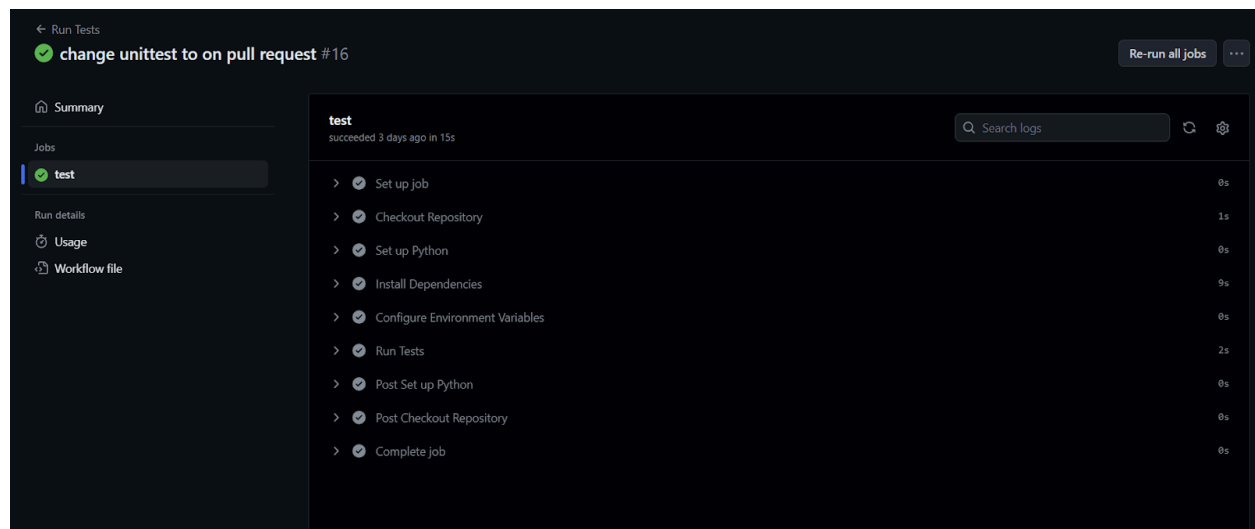 Run Tests
change unittest to on pull request #16
Re-run all jobs
Summary
Jobs
test
Run details
Usage
Workflow file
test
succeeded 3 days ago in 15s
Search logs
Set up job 0s
Checkout Repository 1s
Set up Python 0s
Install Dependencies 9s
Configure Environment Variables 0s
Run Tests 2s
Post Set up Python 0s
Post Checkout Repository 0s
Complete job 0s